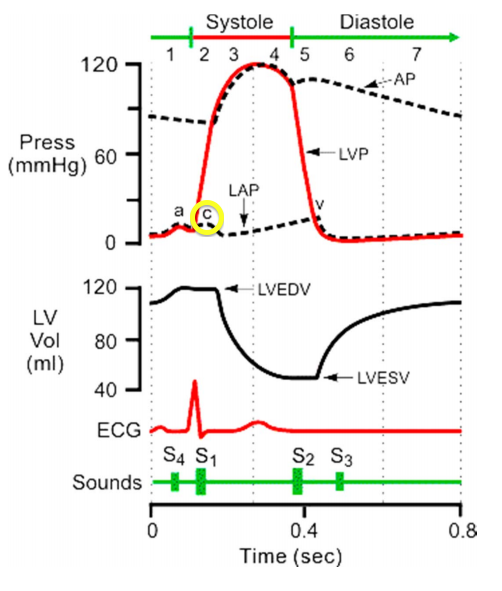 Systole Diastole
1 2 3 4 5 6 7
120
AP
Press
(mmHg)
60
LVP
LAP
a c v
0
120
LVEDV
LV
Vol
(ml)
80
40
LVESV
ECG
S4 S1 S2 S3
Sounds
0 0.4 0.8
Time (sec)